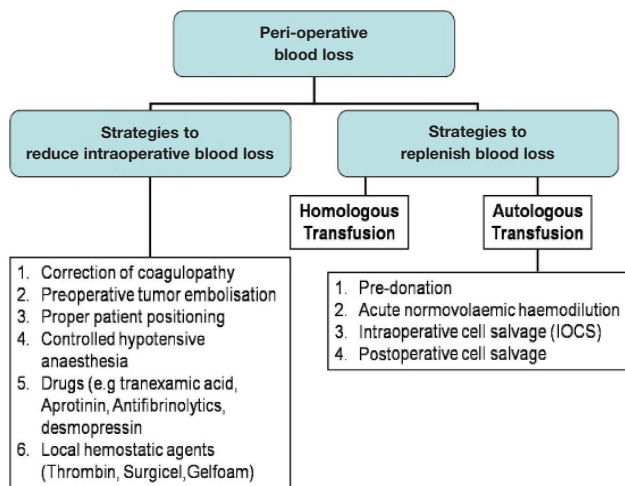 Peri-operative
blood loss
Strategies to
reduce intraoperative blood loss
Strategies to
replenish blood loss
Homologous
Transfusion
Autologous
Transfusion
1. Correction of coagulopathy
2. Pre-operative tumor embolisation
3. Proper patient positioning
4. Controlled hypotensive
anaesthesia
5. Drugs (e.g tranexamic acid,
Aprotinin, Antifibrinolytics,
desmopressin
6. Local hemostatic agents
(Thrombin, Surgicel,Gelfoam)
1. Pre-donation
2. Acute normovolaemic haemodilution
3. Intraoperative cell salvage (IOCS)
4. Postoperative cell salvage